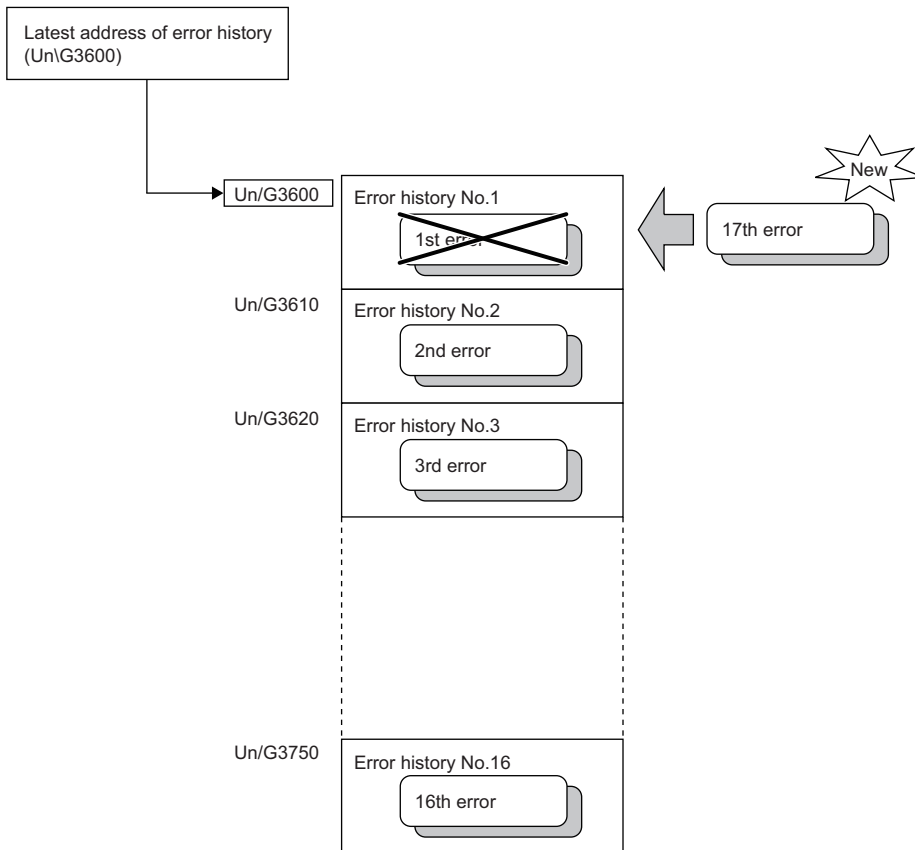 Latest address of error history
(Un\G3600)
New
Un/G3600
Error history No.1
1st error
17th error
Un/G3610
Error history No.2
2nd error
Un/G3620
Error history No.3
3rd error
Un/G3750
Error history No.16
16th error